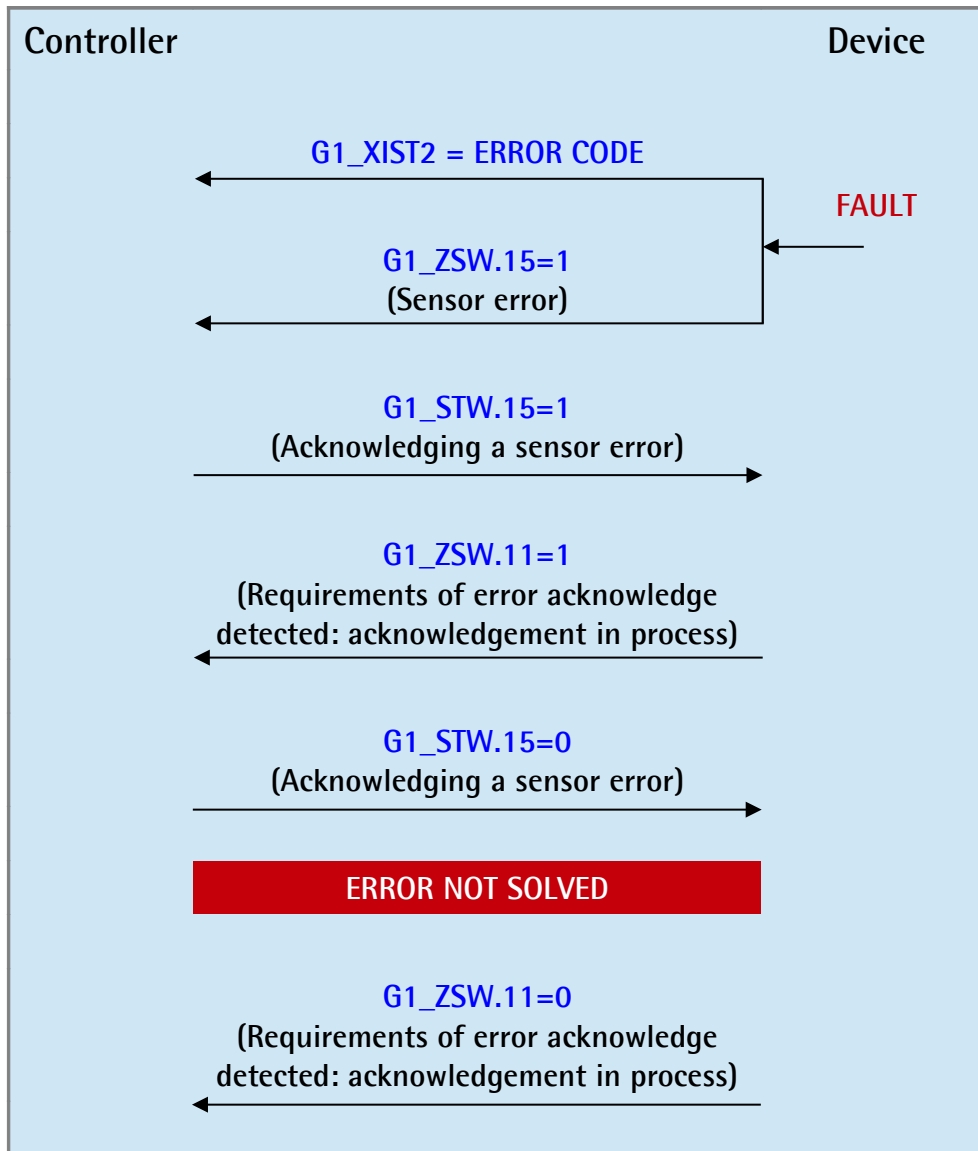 Controller
Device
G1_XIST2 = ERROR CODE
FAULT
G1_ZSW.15=1
(Sensor error)
G1_STW.15=1
(Acknowledging a sensor error)
G1_ZSW.11=1
(Requirements of error acknowledge
detected: acknowledgement in process)
G1_STW.15=0
(Acknowledging a sensor error)
ERROR NOT SOLVED
G1_ZSW.11=0
(Requirements of error acknowledge
detected: acknowledgement in process)